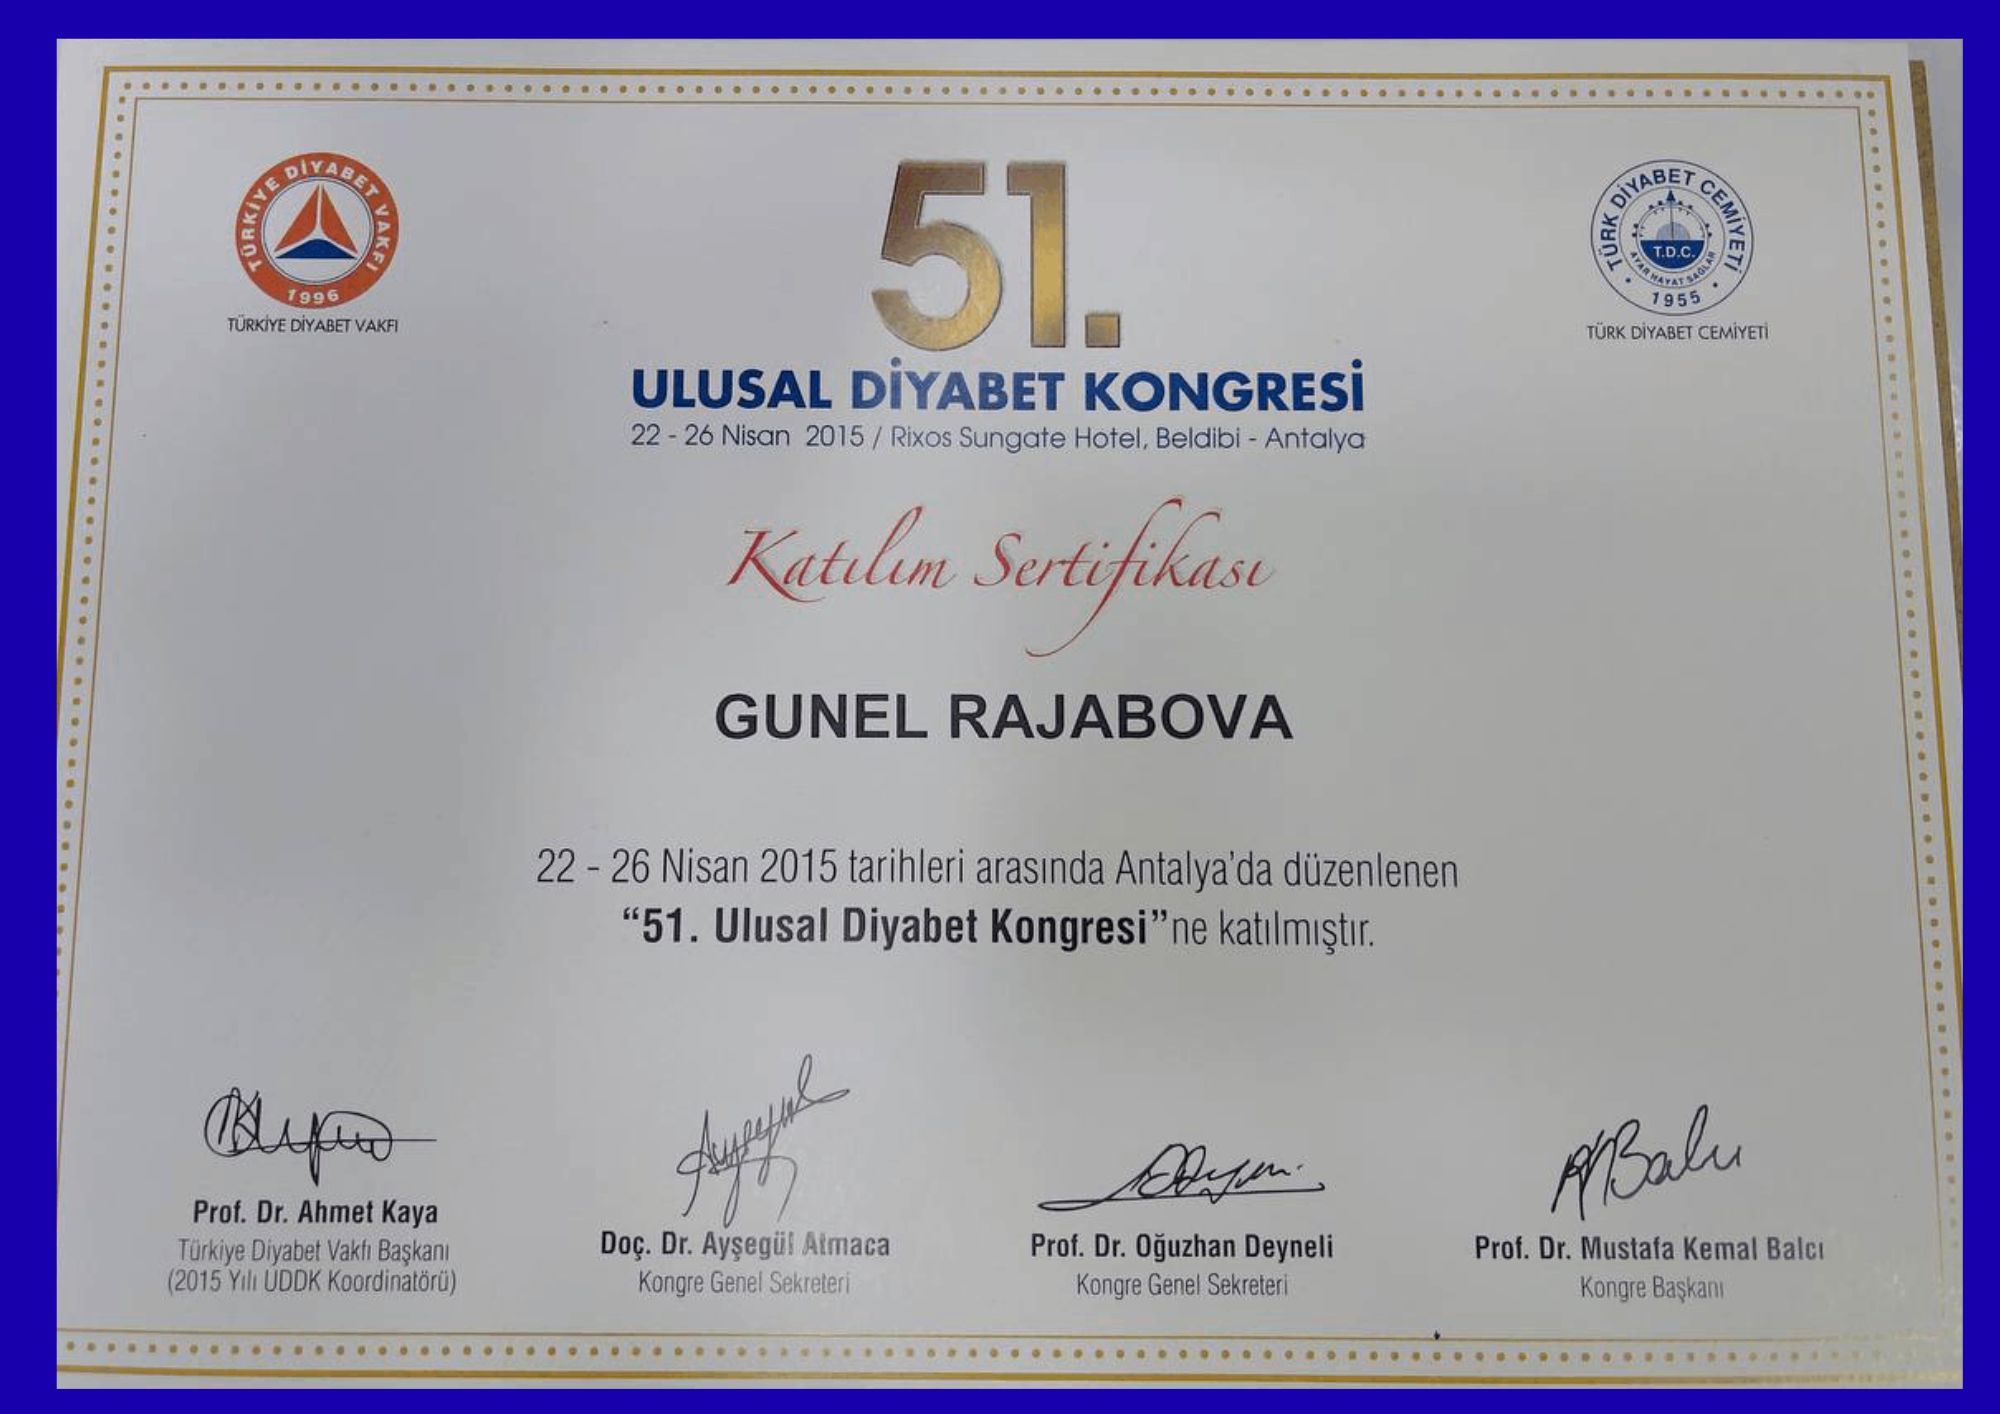 TÜRKİYE DİYABET VAKFI
1996
TÜRKİYE DİYABET VAKFI
51.
TÜRK DİYABET CEMİYETİ
T.D.C.
AYAR HAYAT SAĞLAR
1955
TÜRK DİYABET CEMİYETİ
ULUSAL DİYABET KONGRESİ
22 - 26 Nisan 2015 / Rixos Sungate Hotel, Beldibi - Antalya
Katılım Sertifikası
GUNEL RAJABOVA
22 - 26 Nisan 2015 tarihleri arasında Antalya'da düzenlenen
“51. Ulusal Diyabet Kongresi”ne katılmıştır.
Prof. Dr. Ahmet Kaya
Türkiye Diyabet Vakfı Başkanı
(2015 Yılı UDDK Koordinatörü)
Doç. Dr. Ayşegül Atmaca
Kongre Genel Sekreteri
Prof. Dr. Oğuzhan Deyneli
Kongre Genel Sekreteri
Prof. Dr. Mustafa Kemal Balcı
Kongre Başkanı